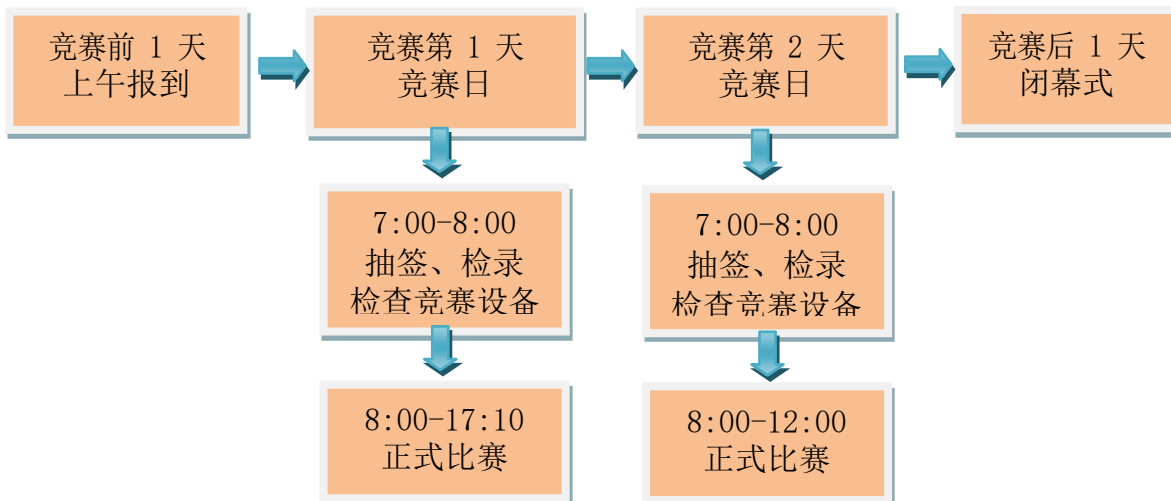 竞赛前 1 天
上午报到
竞赛第 1 天
竞赛日
竞赛第 2 天
竞赛日
竞赛后 1 天
闭幕式
7:00-8:00
抽签、检录
检查竞赛设备
7:00-8:00
抽签、检录
检查竞赛设备
8:00-17:10
正式比赛
8:00-12:00
正式比赛